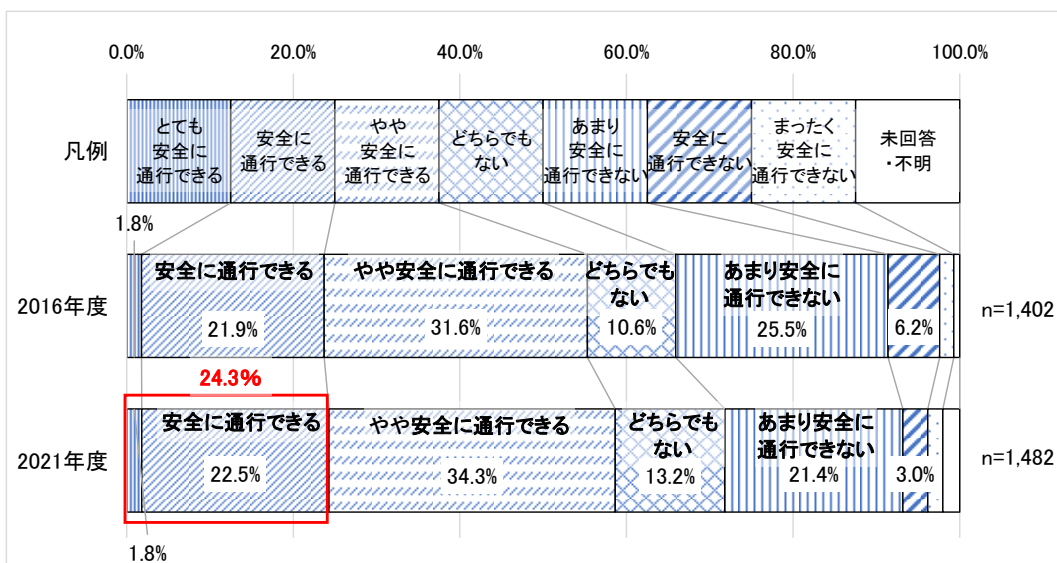 0.0%
20.0%
40.0%
60.0%
80.0%
100.0%
凡例
とても
安全に
通行できる
安全に
通行できる
やや
安全に
通行できる
どちらでも
ない
あまり
安全に
通行できない
安全に
通行できない
まったく
安全に
通行できない
未回答
・不明
1.8%
2016年度
安全に通行できる
21.9%
やや安全に通行できる
31.6%
どちらでも
ない
10.6%
あまり安全に
通行できない
25.5%
6.2%
n=1,402
24.3%
2021年度
安全に通行できる
22.5%
やや安全に通行できる
34.3%
どちらでも
ない
13.2%
あまり安全に
通行できない
21.4%
3.0%
n=1,482
1.8%